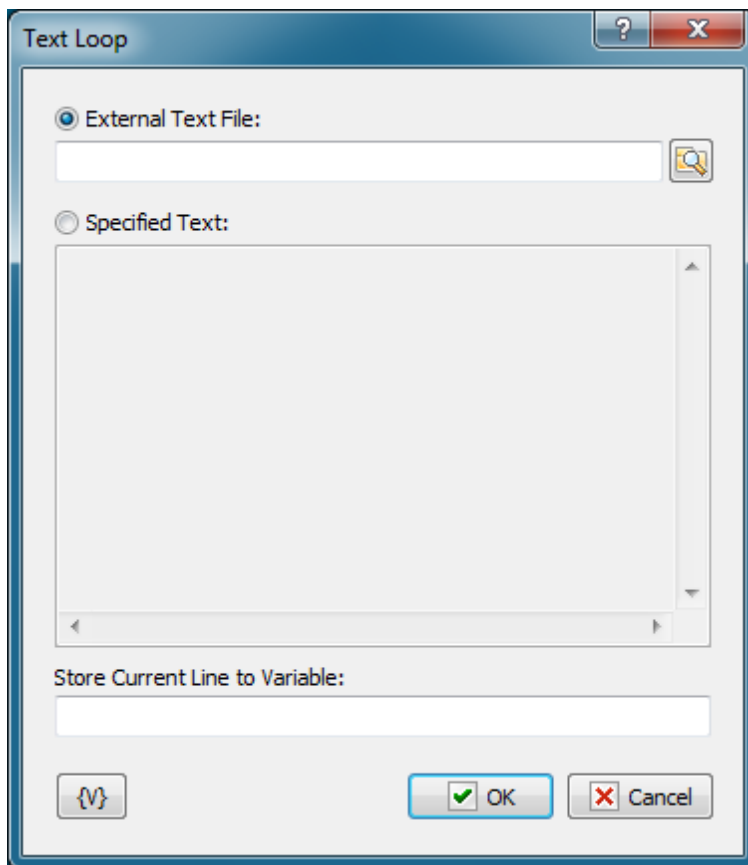 Text Loop
?
External Text File:
Specified Text:
Store Current Line to Variable:
{V}
OK
Cancel